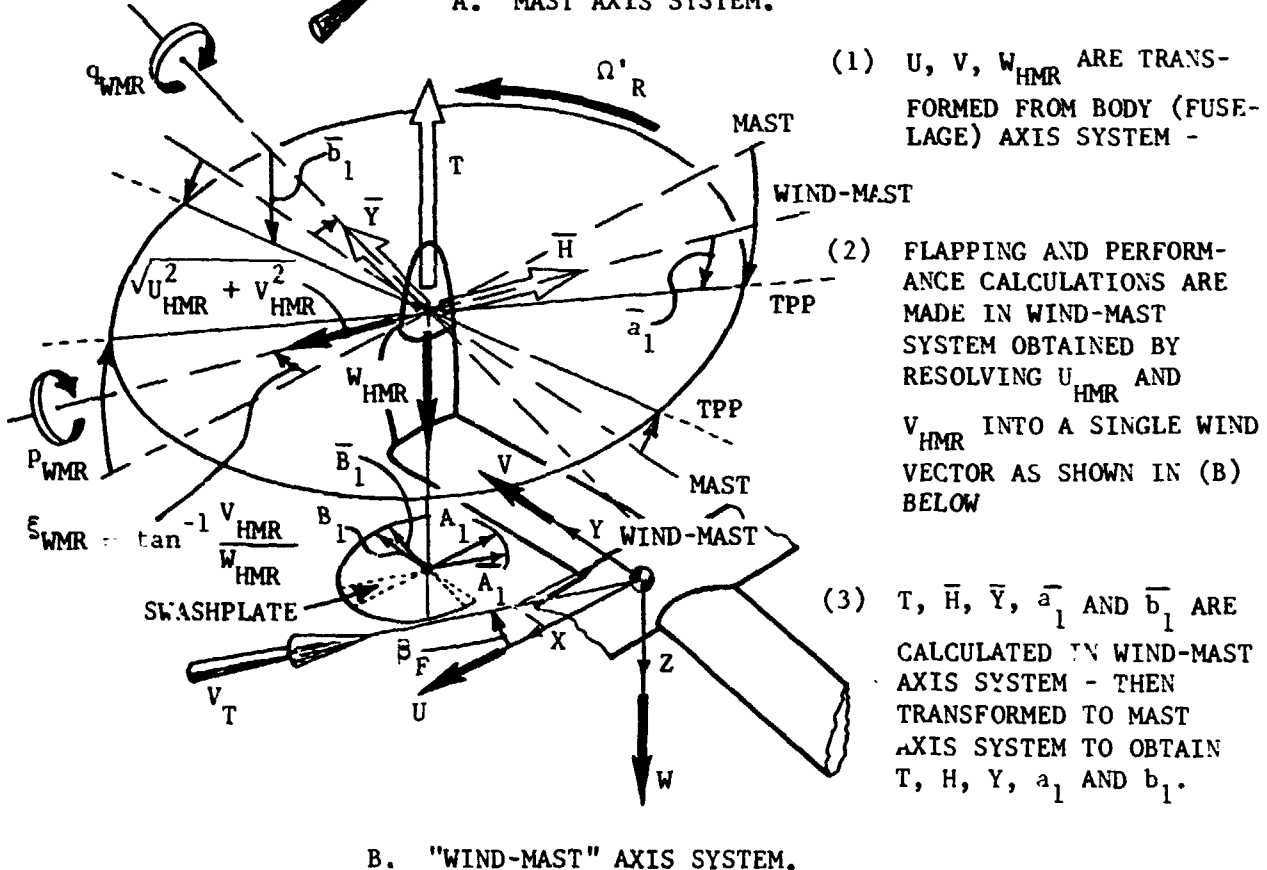 A. MAST AXIS SYSTEM.
q_WMR
Ω'_R
b̄_1
T
MAST
WIND-MAST
Ȳ
H̄
√(U²_HMR + V²_HMR)
ā_1
TPP
W_HMR
TPP
P_WMR
MAST
B̄_1
V
ξ_WMR = tan⁻¹ V_HMR / W_HMR
B_1
A_1
Y
WIND-MAST
Ā_1
SWASHPLATE
X
β̄_F
Z
V_T
U
W
(1) U, V, W_HMR ARE TRANS-
FORMED FROM BODY (FUSE-
LAGE) AXIS SYSTEM -
(2) FLAPPING AND PERFORM-
ANCE CALCULATIONS ARE
MADE IN WIND-MAST
SYSTEM OBTAINED BY
RESOLVING U_HMR AND
V_HMR INTO A SINGLE WIND
VECTOR AS SHOWN IN (B)
BELOW
(3) T, H̄, Ȳ, ā_1 AND b̄_1 ARE
CALCULATED IN WIND-MAST
AXIS SYSTEM - THEN
TRANSFORMED TO MAST
AXIS SYSTEM TO OBTAIN
T, H, Y, a_1 AND b_1.
B. "WIND-MAST" AXIS SYSTEM.